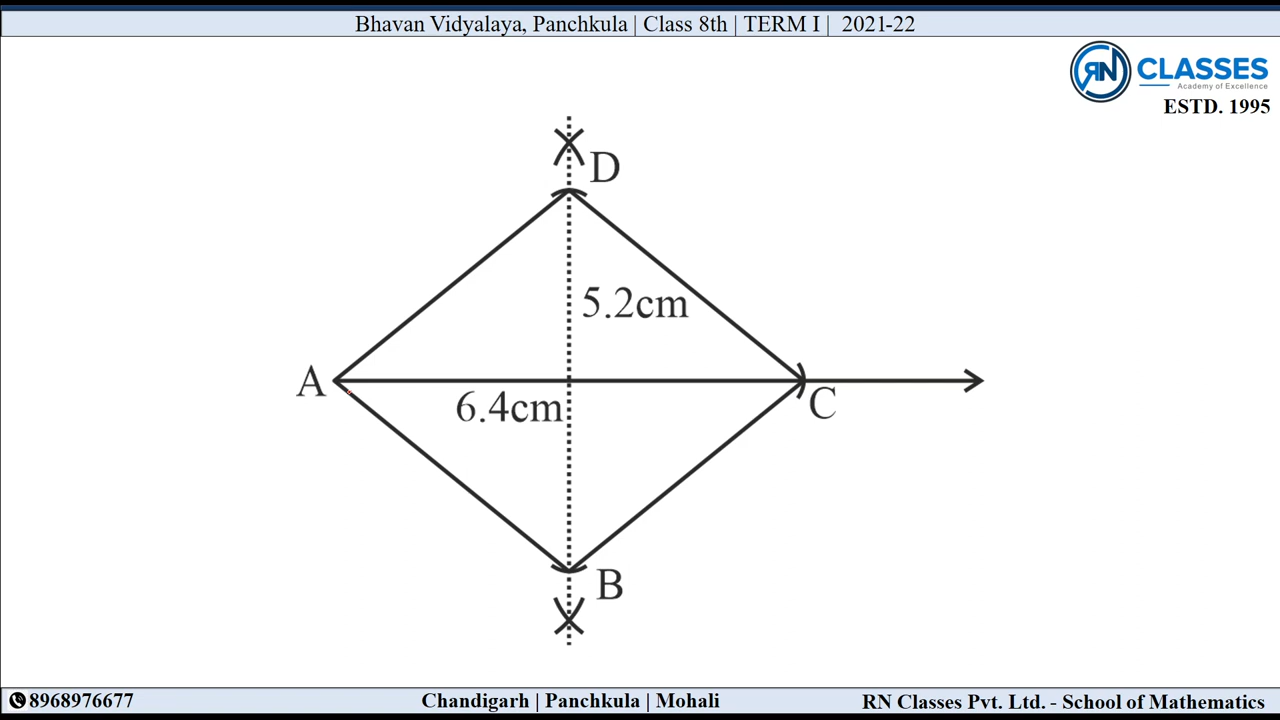 Bhavan Vidyalaya, Panchkula | Class 8th | TERM I | 2021-22
RN CLASSES
Academy of Excellence
ESTD. 1995
D
5.2cm
A
6.4cm
C
B
8968976677
Chandigarh | Panchkula | Mohali
RN Classes Pvt. Ltd. - School of Mathematics